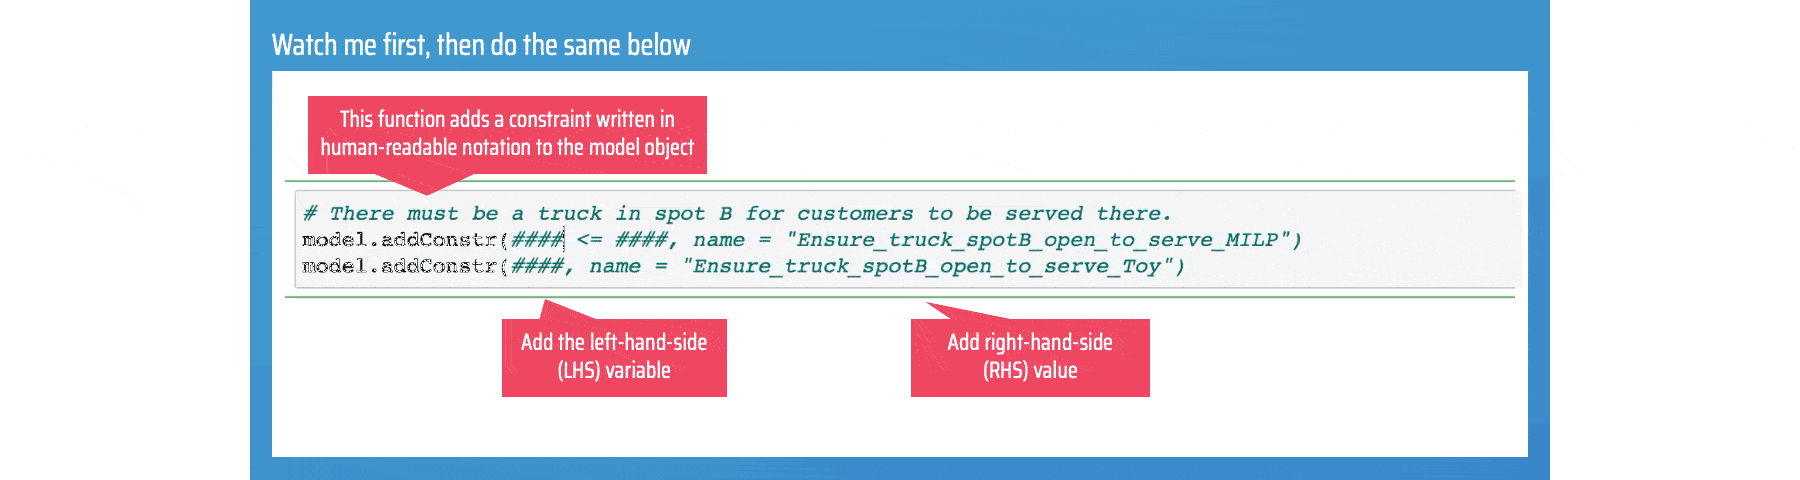 Watch me first, then do the same below
This function adds a constraint written in
human-readable notation to the model object
# There must be a truck in spot B for customers to be served there.
model.addConstr(#### <= ####, name = "Ensure_truck_spotB_open_to_serve_MILP")
model.addConstr(####, name = "Ensure_truck_spotB_open_to_serve_Toy")
Add the left-hand-side
(LHS) variable
Add right-hand-side
(RHS) value